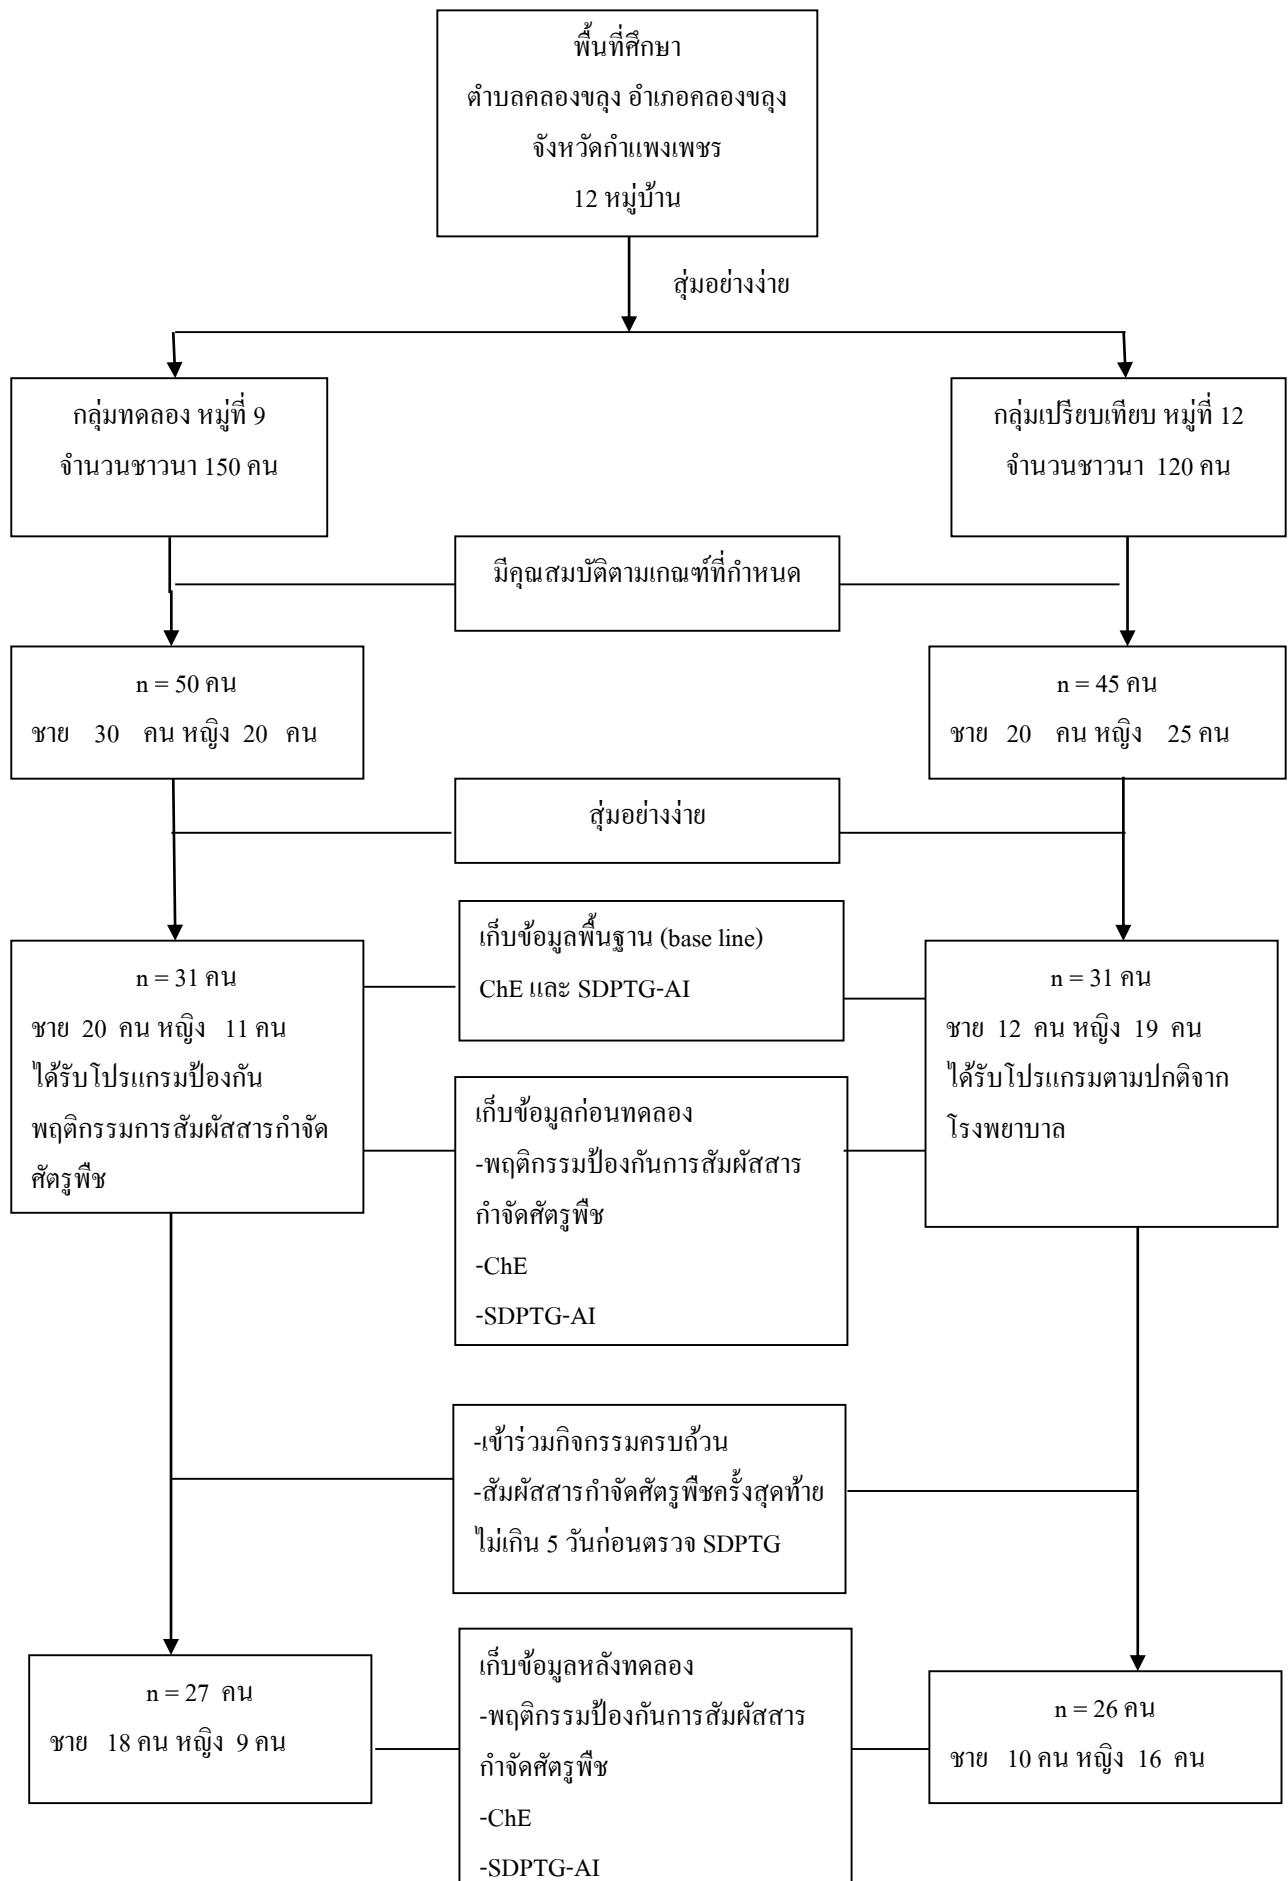 พื้นที่ศึกษา
ตำบลคลองขลุง อำเภอคลองขลุง
จังหวัดกำแพงเพชร
12 หมู่บ้าน
สุ่มอย่างง่าย
กลุ่มทดลอง หมู่ที่ 9
จำนวนชาวนา 150 คน
กลุ่มเปรียบเทียบ หมู่ที่ 12
จำนวนชาวนา 120 คน
มีคุณสมบัติตามเกณฑ์ที่กำหนด
n = 50 คน
ชาย 30 คน หญิง 20 คน
n = 45 คน
ชาย 20 คน หญิง 25 คน
สุ่มอย่างง่าย
เก็บข้อมูลพื้นฐาน (base line)
ChE และ SDPTG-AI
n = 31 คน
ชาย 20 คน หญิง 11 คน
ได้รับโปรแกรมป้องกัน
พฤติกรรมการสัมผัสสารกำจัด
ศัตรูพืช
n = 31 คน
ชาย 12 คน หญิง 19 คน
ได้รับโปรแกรมตามปกติจาก
โรงพยาบาล
เก็บข้อมูลก่อนทดลอง
-พฤติกรรมป้องกันการสัมผัสสาร
กำจัดศัตรูพืช
-ChE
-SDPTG-AI
-เข้าร่วมกิจกรรมครบถ้วน
-สัมผัสสารกำจัดศัตรูพืชครั้งสุดท้าย
ไม่เกิน 5 วันก่อนตรวจ SDPTG
n = 27 คน
ชาย 18 คน หญิง 9 คน
เก็บข้อมูลหลังทดลอง
-พฤติกรรมป้องกันการสัมผัสสาร
กำจัดศัตรูพืช
-ChE
-SDPTG-AI
n = 26 คน
ชาย 10 คน หญิง 16 คน